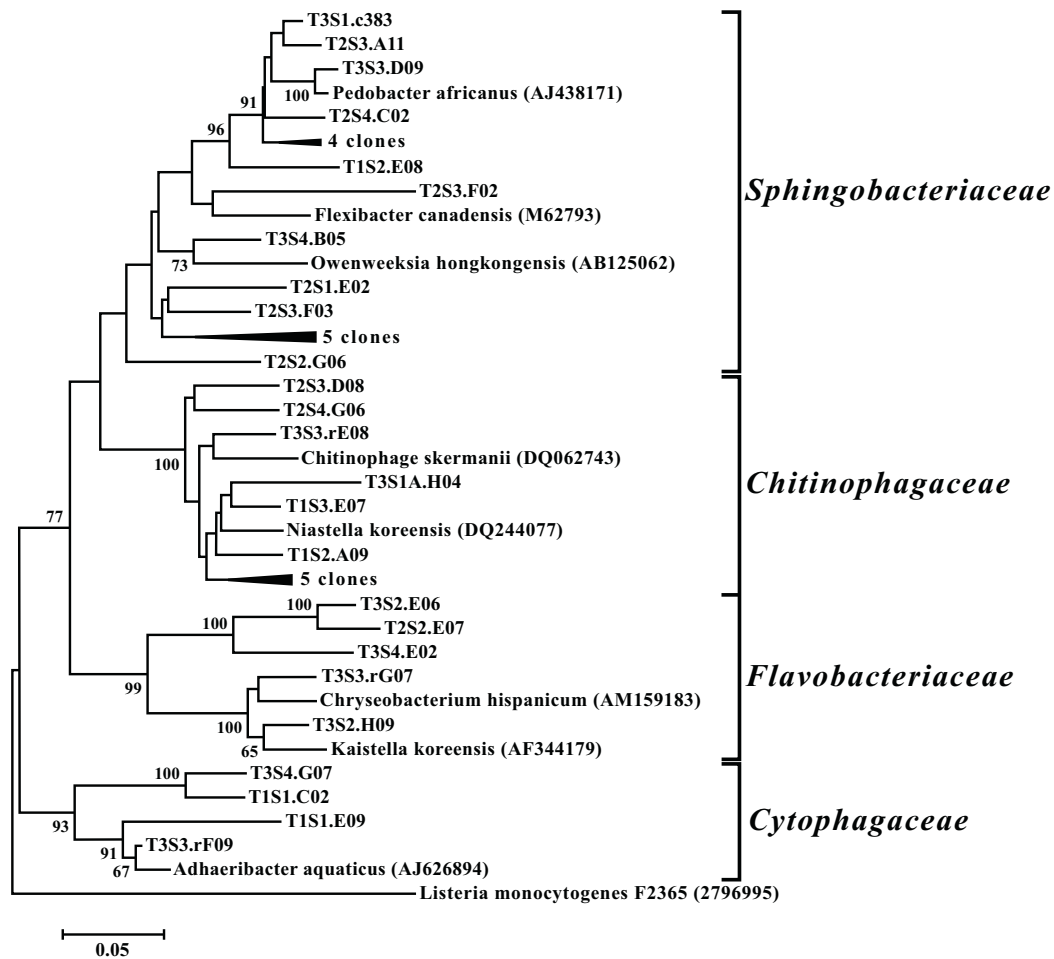 T3S1.c383
T2S3.A11
T3S3.D09
100
Pedobacter africanus (AJ438171)
91
T2S4.C02
96
4 clones
T1S2.E08
T2S3.F02
Sphingobacteriaceae
Flexibacter canadensis (M62793)
T3S4.B05
73
Owenweeksia hongkongensis (AB125062)
T2S1.E02
T2S3.F03
5 clones
T2S2.G06
T2S3.D08
T2S4.G06
T3S3.rE08
100
Chitinophage skermanii (DQ062743)
T3S1A.H04
Chitinophagaceae
T1S3.E07
77
Niastella koreensis (DQ244077)
T1S2.A09
5 clones
100
T3S2.E06
100
T2S2.E07
T3S4.E02
99
T3S3.rG07
Flavobacteriaceae
Chryseobacterium hispanicum (AM159183)
100
T3S2.H09
65
Kaistella koreensis (AF344179)
100
T3S4.G07
T1S1.C02
93
T1S1.E09
Cytophagaceae
T3S3.rF09
91
67
Adhaeribacter aquaticus (AJ626894)
Listeria monocytogenes F2365 (2796995)
0.05